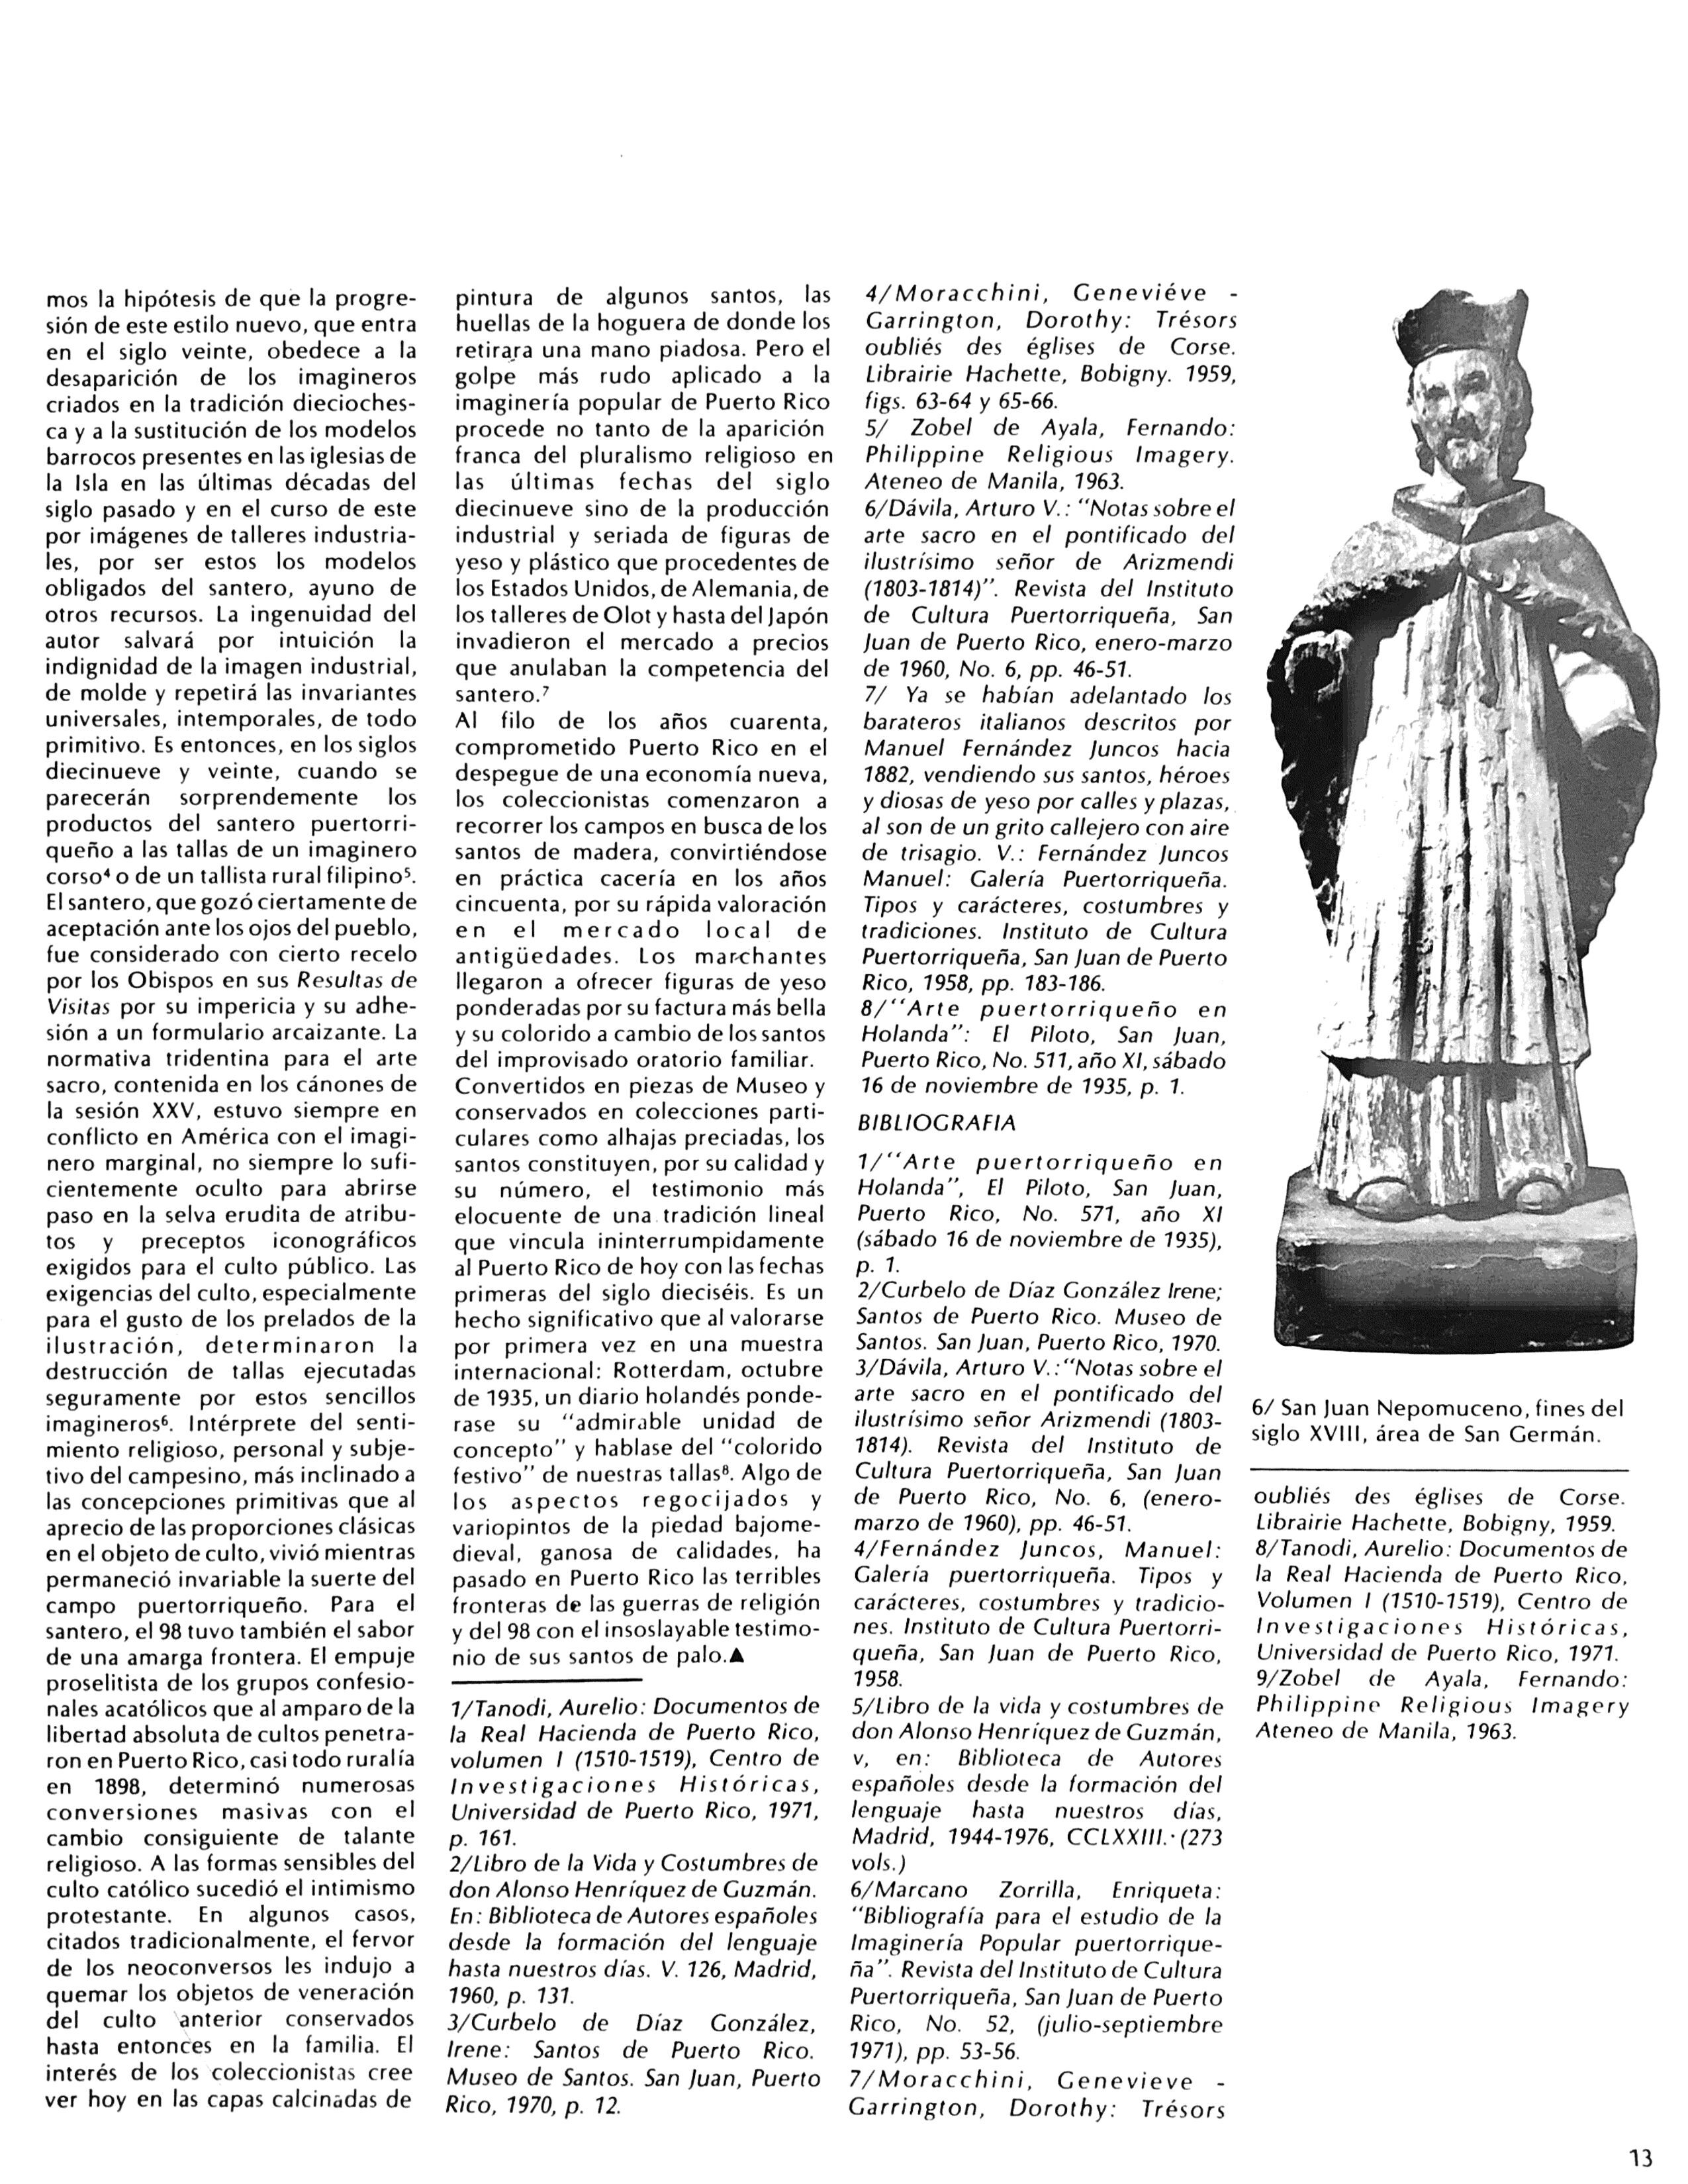 mos la hipótesis de que la progre-
sión de este estilo nuevo, que entra
en el siglo veinte, obedece a la
desaparición de los imagineros
criados en la tradición diecioches-
ca y a la sustitución de los modelos
barrocos presentes en las iglesias de
la Isla en las últimas décadas del
siglo pasado y en el curso de este
por imágenes de talleres industria-
les, por ser estos los modelos
obligados del santero, ayuno de
otros recursos. La ingenuidad del
autor salvará por intuición la
indignidad de la imagen industrial,
de molde y repetirá las invariantes
universales, intemporales, de todo
primitivo. Es entonces, en los siglos
diecinueve y veinte, cuando se
parecerán sorprendemente los
productos del santero puertorri-
queño a las tallas de un imaginero
corso⁴ o de un tallista rural filipino⁵.
El santero, que gozó ciertamente de
aceptación ante los ojos del pueblo,
fue considerado con cierto recelo
por los Obispos en sus Resultas de
Visitas por su impericia y su adhe-
sión a un formulario arcaizante. La
normativa tridentina para el arte
sacro, contenida en los cánones de
la sesión XXV, estuvo siempre en
conflicto en América con el imagi-
nero marginal, no siempre lo sufi-
cientemente oculto para abrirse
paso en la selva erudita de atribu-
tos y preceptos iconográficos
exigidos para el culto público. Las
exigencias del culto, especialmente
para el gusto de los prelados de la
ilustración, determinaron la
destrucción de tallas ejecutadas
seguramente por estos sencillos
imagineros⁶. Intérprete del senti-
miento religioso, personal y subje-
tivo del campesino, más inclinado a
las concepciones primitivas que al
aprecio de las proporciones clásicas
en el objeto de culto, vivió mientras
permaneció invariable la suerte del
campo puertorriqueño. Para el
santero, el 98 tuvo también el sabor
de una amarga frontera. El empuje
proselitista de los grupos confesio-
nales acatólicos que al amparo de la
libertad absoluta de cultos penetra-
ron en Puerto Rico, casi todo ruralía
en 1898, determinó numerosas
conversiones masivas con el
cambio consiguiente de talante
religioso. A las formas sensibles del
culto católico sucedió el intimismo
protestante. En algunos casos,
citados tradicionalmente, el fervor
de los neoconversos les indujo a
quemar los objetos de veneración
del culto anterior conservados
hasta entonces en la familia. El
interés de los coleccionistas cree
ver hoy en las capas calcinadas de
pintura de algunos santos, las
huellas de la hoguera de donde los
retirara una mano piadosa. Pero el
golpe más rudo aplicado a la
imaginería popular de Puerto Rico
procede no tanto de la aparición
franca del pluralismo religioso en
las últimas fechas del siglo
diecinueve sino de la producción
industrial y seriada de figuras de
yeso y plástico que procedentes de
los Estados Unidos, de Alemania, de
los talleres de Olot y hasta del Japón
invadieron el mercado a precios
que anulaban la competencia del
santero.⁷
Al filo de los años cuarenta,
comprometido Puerto Rico en el
despegue de una economía nueva,
los coleccionistas comenzaron a
recorrer los campos en busca de los
santos de madera, convirtiéndose
en práctica cacería en los años
cincuenta, por su rápida valoración
en el mercado local de
antigüedades. Los marchantes
llegaron a ofrecer figuras de yeso
ponderadas por su factura más bella
y su colorido a cambio de los santos
del improvisado oratorio familiar.
Convertidos en piezas de Museo y
conservados en colecciones parti-
culares como alhajas preciadas, los
santos constituyen, por su calidad y
su número, el testimonio más
elocuente de una tradición lineal
que vincula ininterrumpidamente
al Puerto Rico de hoy con las fechas
primeras del siglo dieciséis. Es un
hecho significativo que al valorarse
por primera vez en una muestra
internacional: Rotterdam, octubre
de 1935, un diario holandés ponde-
rase su "admirable unidad de
concepto" y hablase del "colorido
festivo" de nuestras tallas⁸. Algo de
los aspectos regocijados y
variopintos de la piedad bajome-
dieval, ganosa de calidades, ha
pasado en Puerto Rico las terribles
fronteras de las guerras de religión
y del 98 con el insoslayable testimo-
nio de sus santos de palo.▲
1/Tanodi, Aurelio: Documentos de
la Real Hacienda de Puerto Rico,
volumen I (1510-1519), Centro de
Investigaciones Históricas,
Universidad de Puerto Rico, 1971,
p. 161.
2/Libro de la Vida y Costumbres de
don Alonso Henríquez de Guzmán.
En: Biblioteca de Autores españoles
desde la formación del lenguaje
hasta nuestros días. V. 126, Madrid,
1960, p. 131.
3/Curbelo de Díaz González,
Irene: Santos de Puerto Rico.
Museo de Santos. San Juan, Puerto
Rico, 1970, p. 12.
4/Moracchini, Geneviéve -
Garrington, Dorothy: Trésors
oubliés des églises de Corse.
Librairie Hachette, Bobigny. 1959,
figs. 63-64 y 65-66.
5/ Zobel de Ayala, Fernando:
Philippine Religious Imagery.
Ateneo de Manila, 1963.
6/Dávila, Arturo V.: "Notas sobre el
arte sacro en el pontificado del
ilustrísimo señor de Arizmendi
(1803-1814)". Revista del Instituto
de Cultura Puertorriqueña, San
Juan de Puerto Rico, enero-marzo
de 1960, No. 6, pp. 46-51.
7/ Ya se habían adelantado los
barateros italianos descritos por
Manuel Fernández Juncos hacia
1882, vendiendo sus santos, héroes
y diosas de yeso por calles y plazas,
al son de un grito callejero con aire
de trisagio. V.: Fernández Juncos
Manuel: Galería Puertorriqueña.
Tipos y carácteres, costumbres y
tradiciones. Instituto de Cultura
Puertorriqueña, San Juan de Puerto
Rico, 1958, pp. 183-186.
8/"Arte puertorriqueño en
Holanda": El Piloto, San Juan,
Puerto Rico, No. 511, año XI, sábado
16 de noviembre de 1935, p. 1.
BIBLIOGRAFIA
1/"Arte puertorriqueño en
Holanda", El Piloto, San Juan,
Puerto Rico, No. 571, año XI
(sábado 16 de noviembre de 1935),
p. 1.
2/Curbelo de Díaz González Irene;
Santos de Puerto Rico. Museo de
Santos. San Juan, Puerto Rico, 1970.
3/Dávila, Arturo V.:"Notas sobre el
arte sacro en el pontificado del
ilustrísimo señor Arizmendi (1803-
1814). Revista del Instituto de
Cultura Puertorriqueña, San Juan
de Puerto Rico, No. 6, (enero-
marzo de 1960), pp. 46-51.
4/Fernández Juncos, Manuel:
Galería puertorriqueña. Tipos y
carácteres, costumbres y tradicio-
nes. Instituto de Cultura Puertorri-
queña, San Juan de Puerto Rico,
1958.
5/Libro de la vida y costumbres de
don Alonso Henríquez de Guzmán,
v, en: Biblioteca de Autores
españoles desde la formación del
lenguaje hasta nuestros días,
Madrid, 1944-1976, CCLXXIII. (273
vols.)
6/Marcano Zorrilla, Enriqueta:
"Bibliografía para el estudio de la
Imaginería Popular puertorrique-
ña". Revista del Instituto de Cultura
Puertorriqueña, San Juan de Puerto
Rico, No. 52, (julio-septiembre
1971), pp. 53-56.
7/Moracchini, Genevieve -
Garrington, Dorothy: Trésors
6/ San Juan Nepomuceno, fines del
siglo XVIII, área de San Germán.
oubliés des églises de Corse.
Librairie Hachette, Bobigny, 1959.
8/Tanodi, Aurelio: Documentos de
la Real Hacienda de Puerto Rico,
Volumen I (1510-1519), Centro de
Investigaciones Históricas,
Universidad de Puerto Rico, 1971.
9/Zobel de Ayala, Fernando:
Philippine Religious Imagery
Ateneo de Manila, 1963.
13